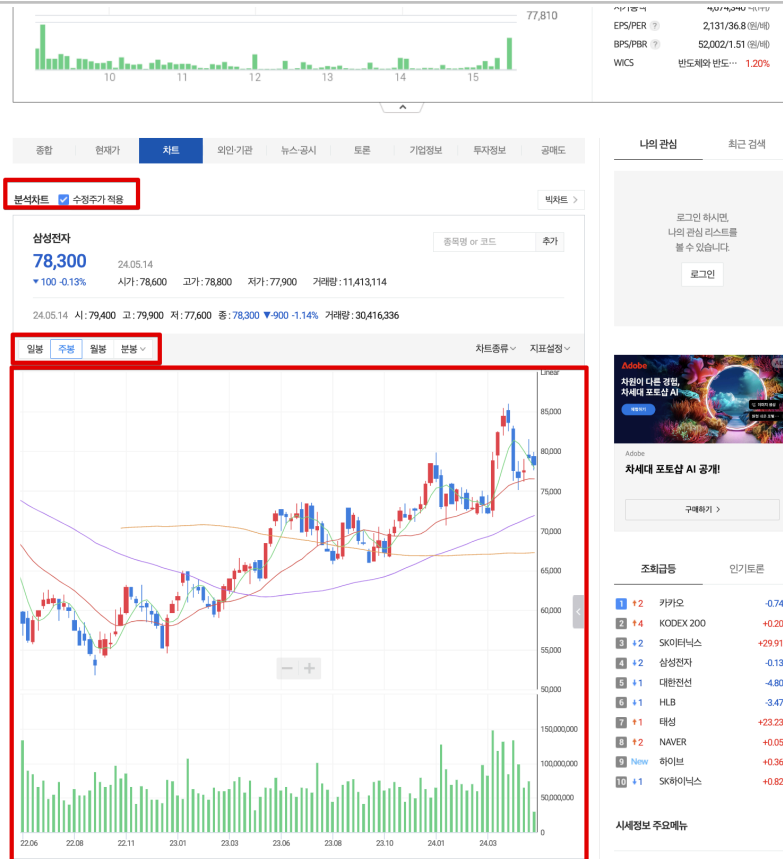 77,810
10 11 12 13 14 15
EPS/PER ? 2,131/36.8 (원/배)
BPS/PBR ? 52,002/1.51 (원/배)
WICS 반도체와 반도… 1.20%
종합 현재가 차트 외인·기관 뉴스·공시 토론 기업정보 투자정보 공매도
나의 관심 최근 검색
분석차트 수정주가 적용
빅차트 >
로그인 하시면,
나의 관심 리스트를
볼 수 있습니다.
로그인
삼성전자
종목명 or 코드 추가
78,300 24.05.14
▼100 -0.13% 시가 : 78,600 고가 : 78,800 저가 : 77,900 거래량 : 11,413,114
24.05.14 시 : 79,400 고 : 79,900 저 : 77,600 종 : 78,300 ▼-900 -1.14% 거래량 : 30,416,336
일봉 주봉 월봉 분봉
차트종류 지표설정
Linear
85,000
80,000
75,000
70,000
65,000
60,000
55,000
50,000
150,000,000
100,000,000
50,000,000
0
22.06 22.08 22.11 23.01 23.03 23.06 23.08 23.10 24.01 24.03
Adobe
차원이 다른 경험,
차세대 포토샵 AI
Adobe
차세대 포토샵 AI 공개!
구매하기 >
조회급등 인기토론
1 ↑2 카카오 -0.74
2 ↑4 KODEX 200 +0.20
3 ↓2 SK이터닉스 +29.91
4 ↓2 삼성전자 -0.13
5 ↓1 대한전선 -4.80
6 ↓1 HLB -3.47
7 ↑1 태성 +23.23
8 ↑2 NAVER +0.05
9 New 하이브 +0.36
10 ↓1 SK하이닉스 +0.82
시세정보 주요메뉴